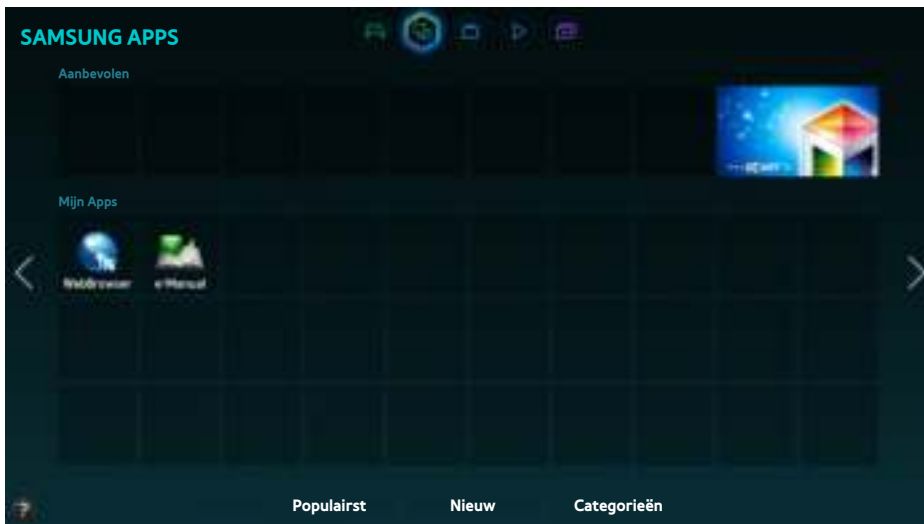 SAMSUNG APPS
Aanbevolen
Mijn Apps
WebBrowser
e-Manual
Populairst
Nieuw
Categorieën